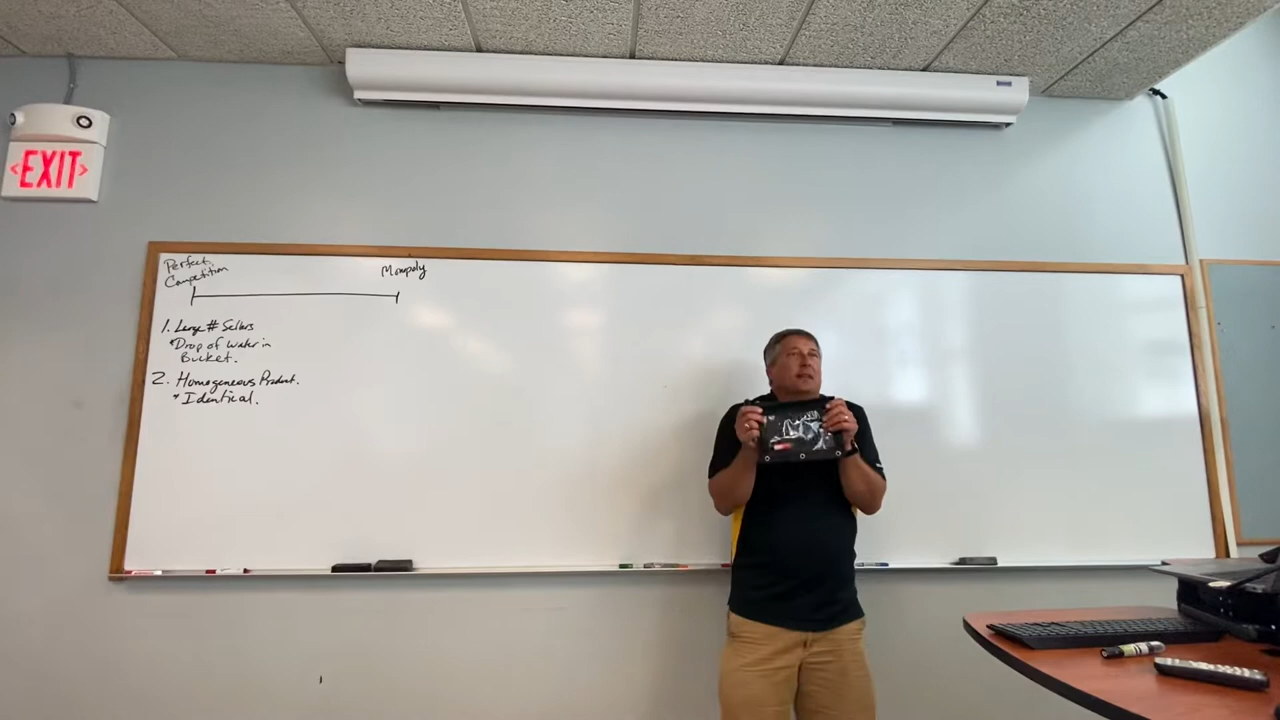 EXIT
Perfect
Competition
Monopoly
1. Large # Sellers
*Drop of Water in
Bucket.
2. Homogeneous Product.
* Identical.